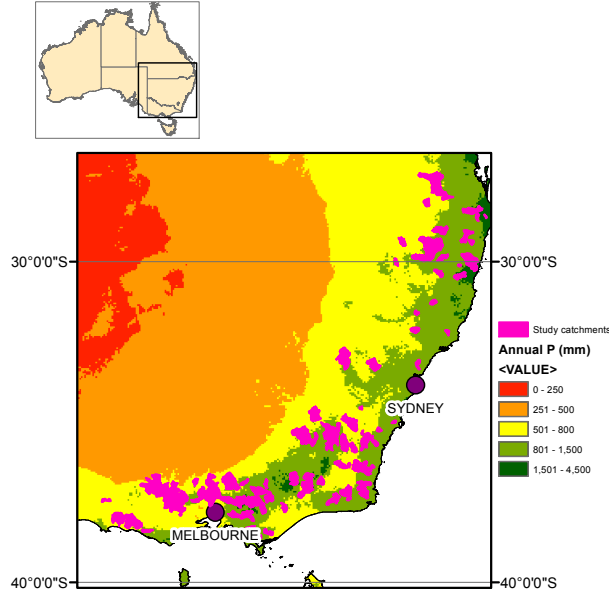 30°0'0"S
30°0'0"S
Study catchments
Annual P (mm)
<VALUE>
0 - 250
251 - 500
501 - 800
801 - 1,500
1,501 - 4,500
SYDNEY
MELBOURNE
40°0'0"S
40°0'0"S